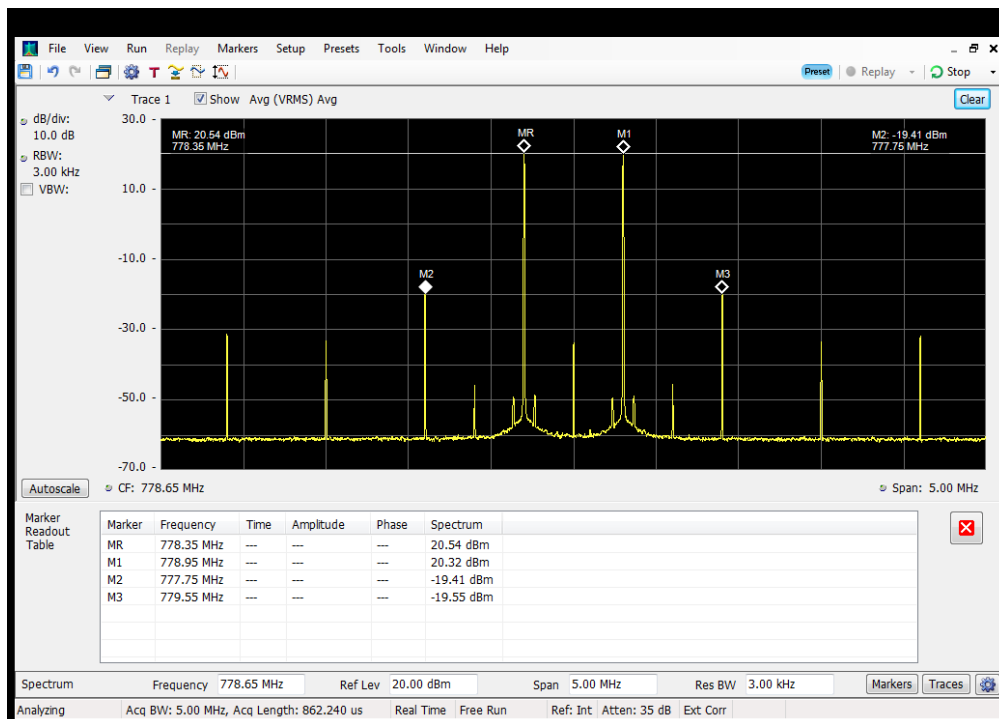 File View Run Replay Markers Setup Presets Tools Window Help
T Preset Replay Stop
Trace 1 Show Avg (VRMS) Avg Clear
dB/div:
10.0 dB
RBW:
3.00 kHz
VBW:
30.0 -
10.0 -
-10.0 -
-30.0 -
-50.0 -
-70.0 -
MR: 20.54 dBm
778.35 MHz
MR
M1
M2: -19.41 dBm
777.75 MHz
M2
M3
Autoscale CF: 778.65 MHz Span: 5.00 MHz
Marker
Readout
Table
Marker Frequency Time Amplitude Phase Spectrum
MR 778.35 MHz --- --- --- 20.54 dBm
M1 778.95 MHz --- --- --- 20.32 dBm
M2 777.75 MHz --- --- --- -19.41 dBm
M3 779.55 MHz --- --- --- -19.55 dBm
Spectrum Frequency 778.65 MHz Ref Lev 20.00 dBm Span 5.00 MHz Res BW 3.00 kHz Markers Traces
Analyzing Acq BW: 5.00 MHz, Acq Length: 862.240 us Real Time Free Run Ref: Int Atten: 35 dB Ext Corr